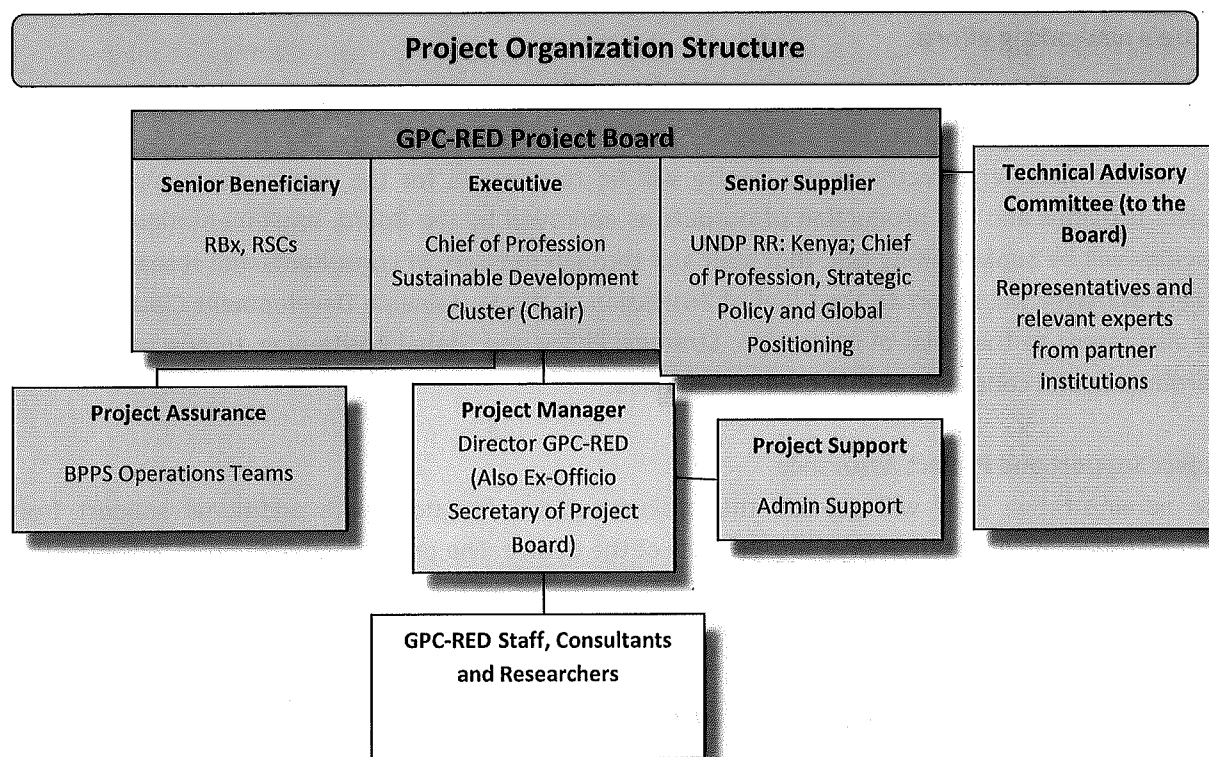 Project Organization Structure
GPC-RED Project Board
Senior Beneficiary
RBx, RSCs
Executive
Chief of Profession
Sustainable Development
Cluster (Chair)
Senior Supplier
UNDP RR: Kenya; Chief
of Profession, Strategic
Policy and Global
Positioning
Technical Advisory
Committee (to the
Board)
Representatives and
relevant experts
from partner
institutions
Project Assurance
BPPS Operations Teams
Project Manager
Director GPC-RED
(Also Ex-Officio
Secretary of Project
Board)
Project Support
Admin Support
GPC-RED Staff, Consultants
and Researchers